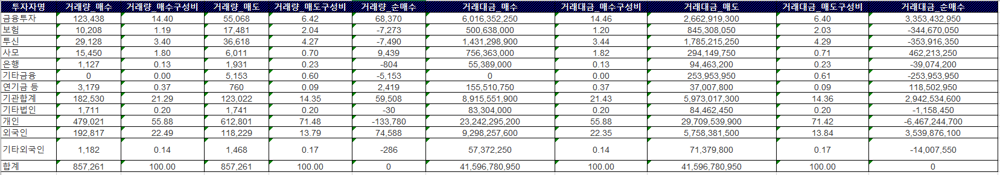 투자자명 거래량_매수 거래량_매수구성비 거래량_매도 거래량_매도구성비 거래량_순매수 거래대금_매수 거래대금_매수구성비 거래대금_매도 거래대금_매도구성비 거래대금_순매수
금융투자 123,438 14.40 55,068 6.42 68,370 6,016,352,250 14.46 2,662,919,300 6.40 3,353,432,950
보험 10,208 1.19 17,481 2.04 -7,273 500,638,000 1.20 845,308,050 2.03 -344,670,050
투신 29,128 3.40 36,618 4.27 -7,490 1,431,298,900 3.44 1,785,215,250 4.29 -353,916,350
사모 15,450 1.80 6,011 0.70 9,439 756,363,000 1.82 294,149,750 0.71 462,213,250
은행 1,127 0.13 1,931 0.23 -804 55,389,000 0.13 94,463,200 0.23 -39,074,200
기타금융 0 0.00 5,153 0.60 -5,153 0 0.00 253,953,950 0.61 -253,953,950
연기금 등 3,179 0.37 760 0.09 2,419 155,510,750 0.37 37,007,800 0.09 118,502,950
기관합계 182,530 21.29 123,022 14.35 59,508 8,915,551,900 21.43 5,973,017,300 14.36 2,942,534,600
기타법인 1,711 0.20 1,741 0.20 -30 83,304,000 0.20 84,462,450 0.20 -1,158,450
개인 479,021 55.88 612,801 71.48 -133,780 23,242,295,200 55.88 29,709,539,900 71.42 -6,467,244,700
외국인 192,817 22.49 118,229 13.79 74,588 9,298,257,600 22.35 5,758,381,500 13.84 3,539,876,100
기타외국인 1,182 0.14 1,468 0.17 -286 57,372,250 0.14 71,379,800 0.17 -14,007,550
합계 857,261 100.00 857,261 100.00 0 41,596,780,950 100.00 41,596,780,950 100.00 0